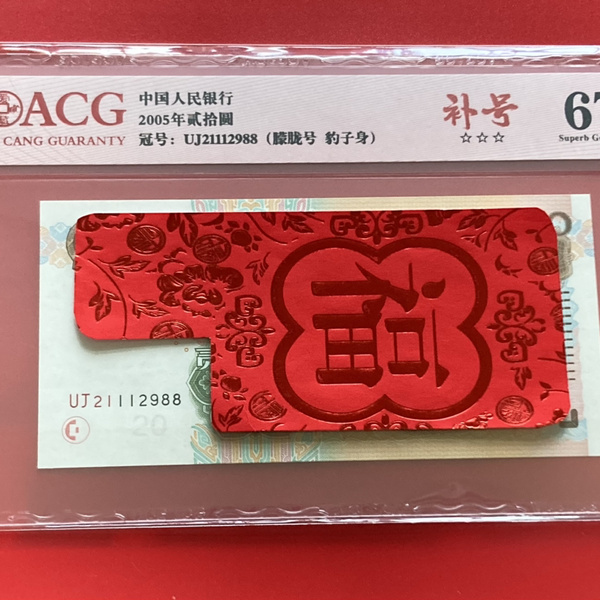 ACG
CANG GUARANTY
中国人民银行
2005年贰拾圆
冠号：UJ21112988（朦胧号 豹子身）
补号
☆☆☆
67
Superb G
福
UJ21112988
20